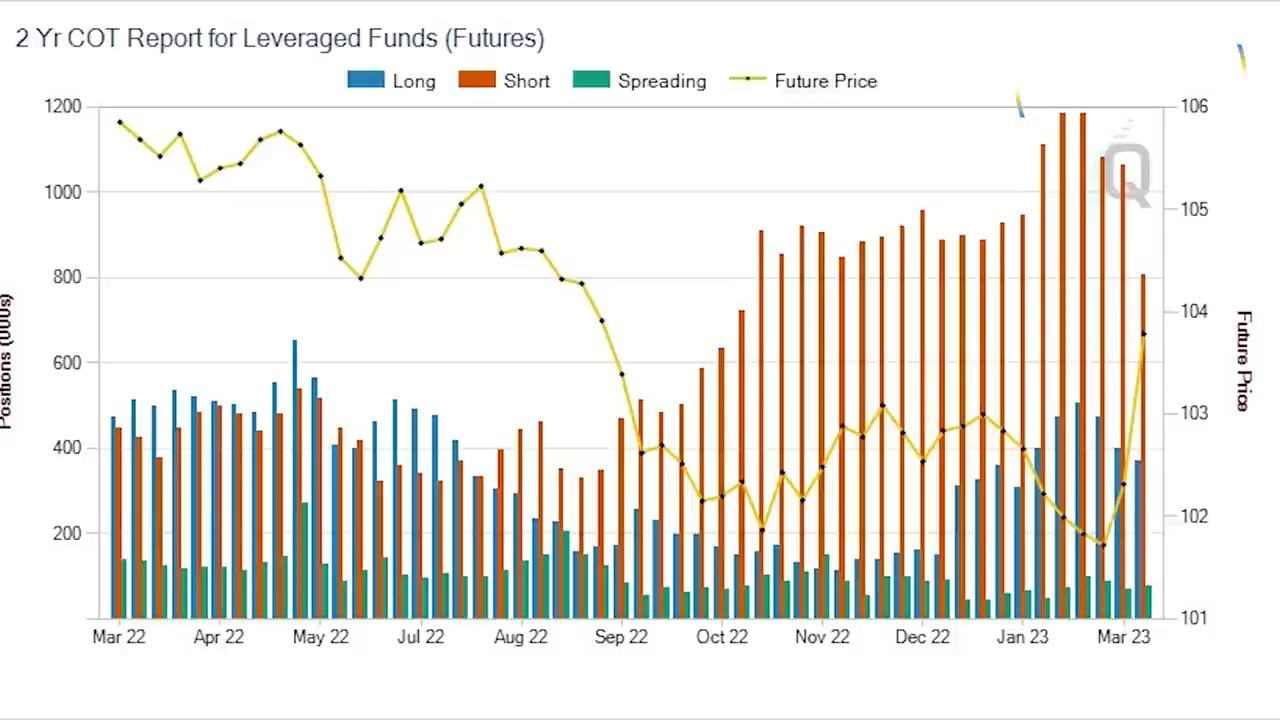 2 Yr COT Report for Leveraged Funds (Futures)
Long Short Spreading Future Price
1200
1000
800
600
400
200
Positions (000s)
106
105
104
103
102
101
Future Price
Mar 22 Apr 22 May 22 Jul 22 Aug 22 Sep 22 Oct 22 Nov 22 Dec 22 Jan 23 Mar 23
Q